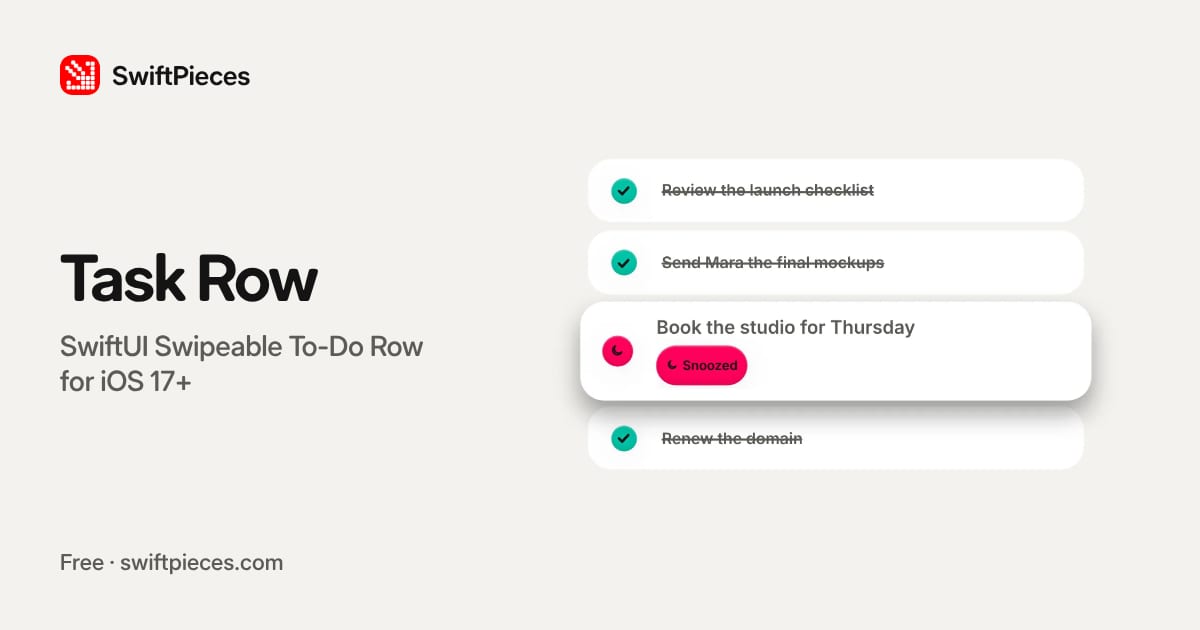 SwiftPieces
Task Row
SwiftUI Swipeable To-Do Row
for iOS 17+
Free · swiftpieces.com
Review the launch checklist
Send Mara the final mockups
Book the studio for Thursday
Snoozed
Renew the domain